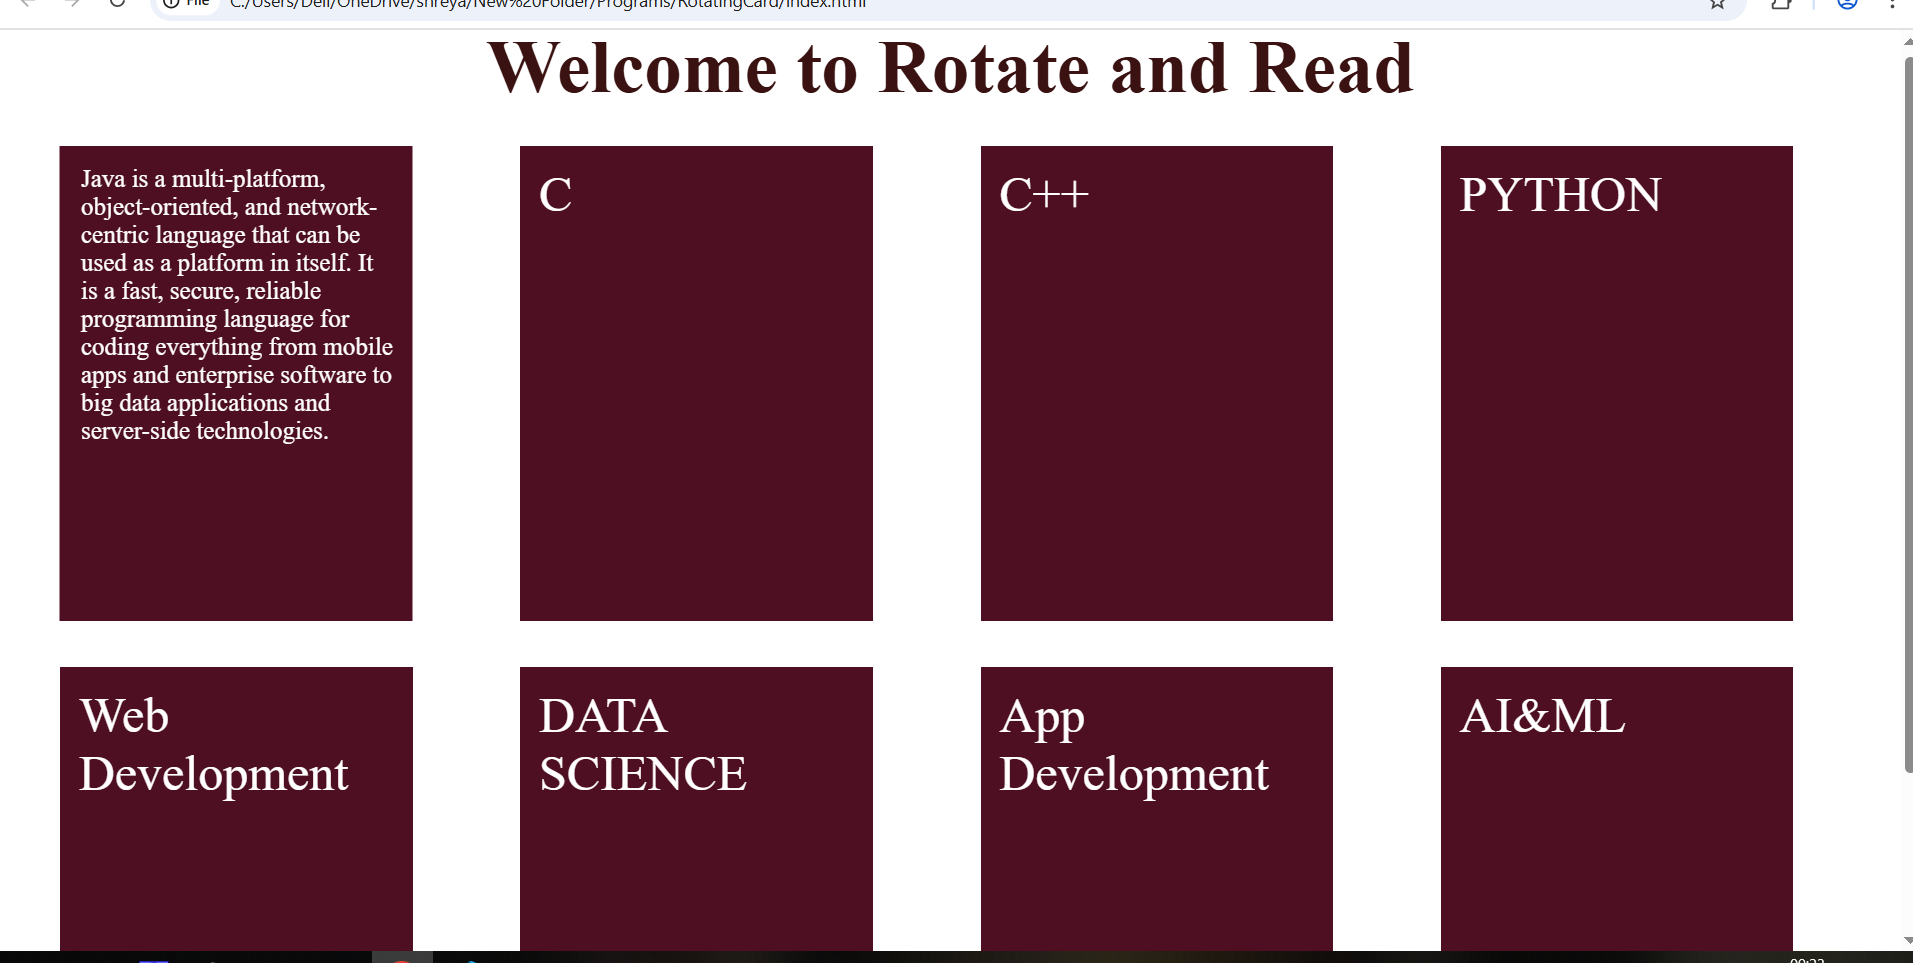 File
C:/Users/Dell/OneDrive/shreya/New%20Folder/Programs/RotatingCard/index.html
Welcome to Rotate and Read
Java is a multi-platform,
object-oriented, and network-
centric language that can be
used as a platform in itself. It
is a fast, secure, reliable
programming language for
coding everything from mobile
apps and enterprise software to
big data applications and
server-side technologies.
C
C++
PYTHON
Web
Development
DATA
SCIENCE
App
Development
AI&ML